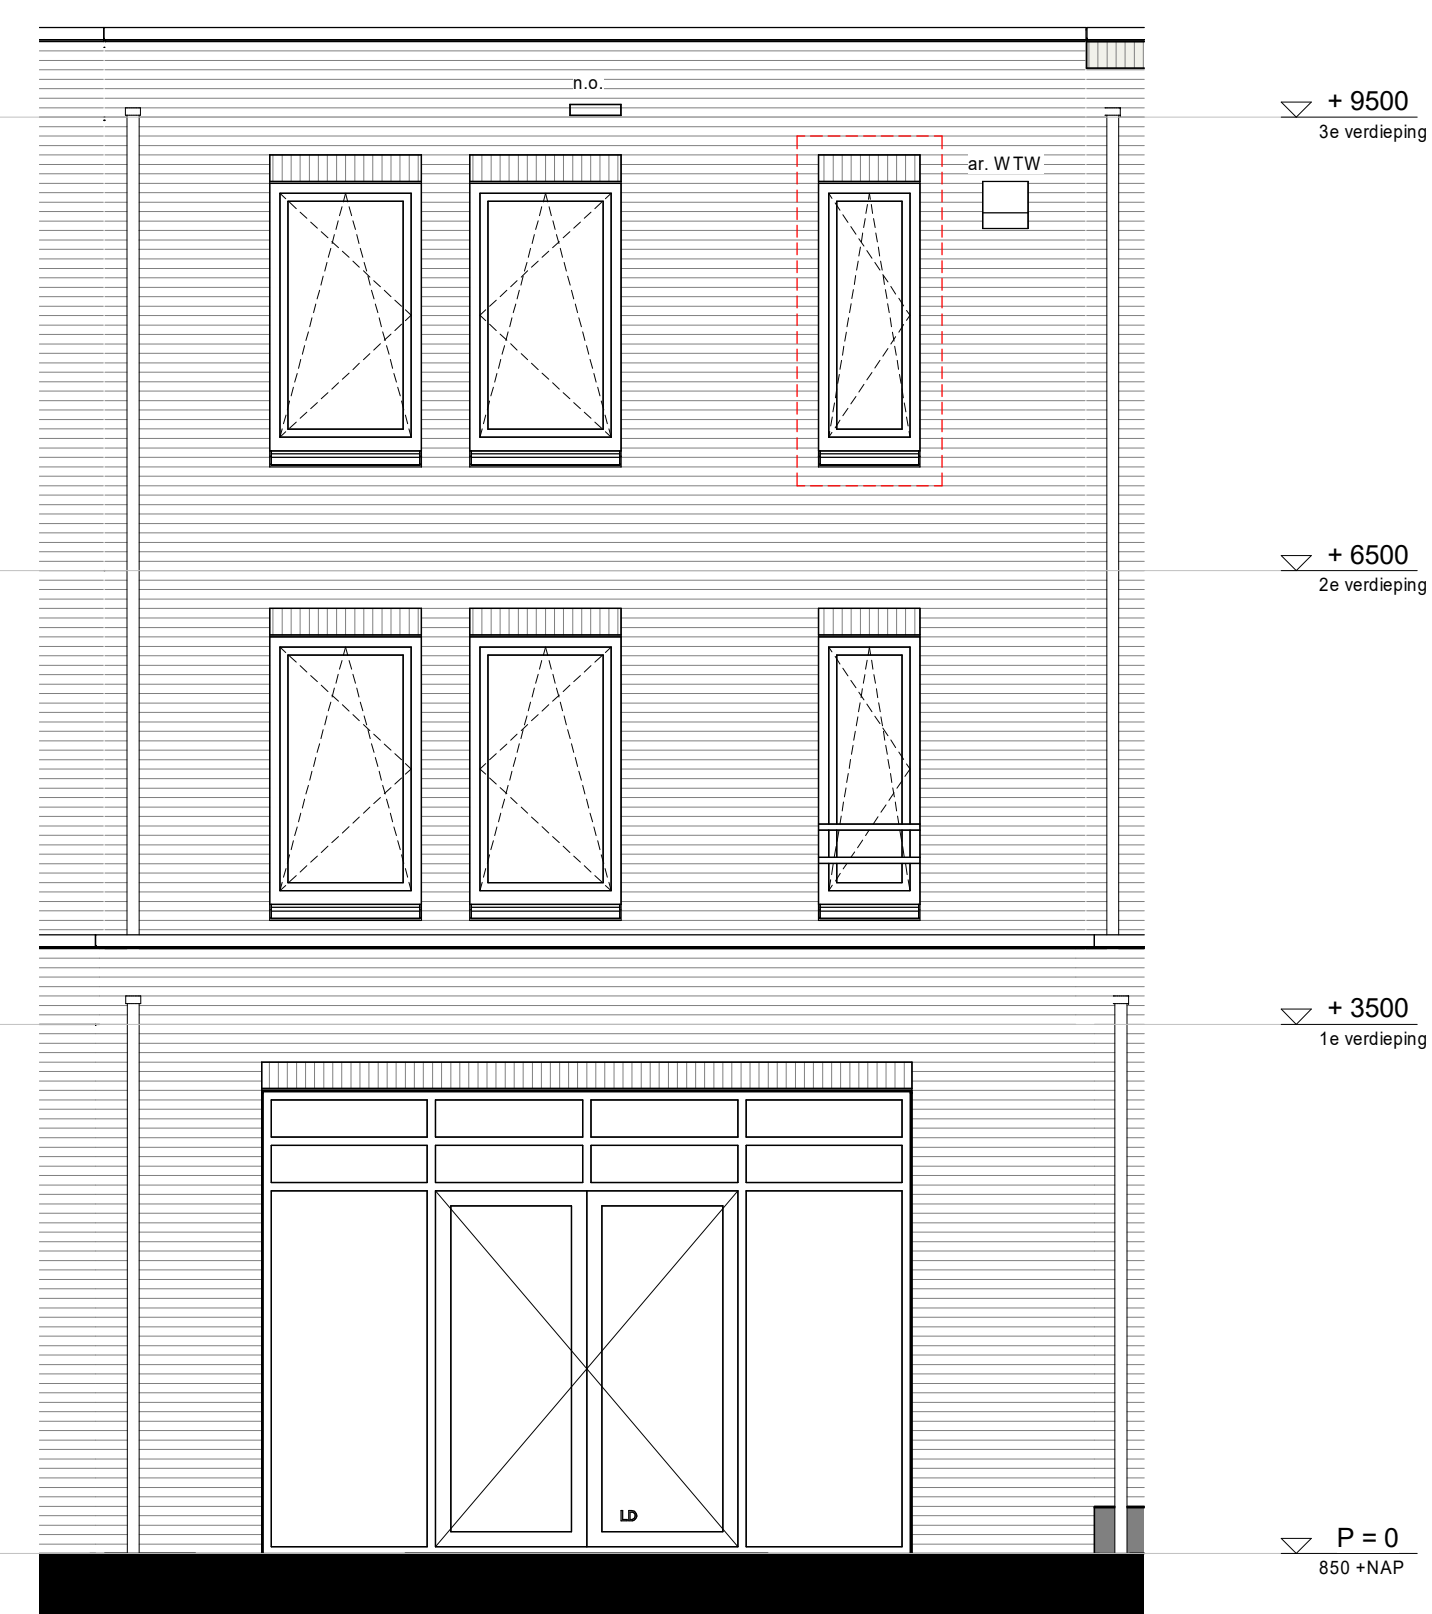 n.o.
+ 9500
3e verdieping
ar. WTW
+ 6500
2e verdieping
+ 3500
1e verdieping
LD
P = 0
850 +NAP